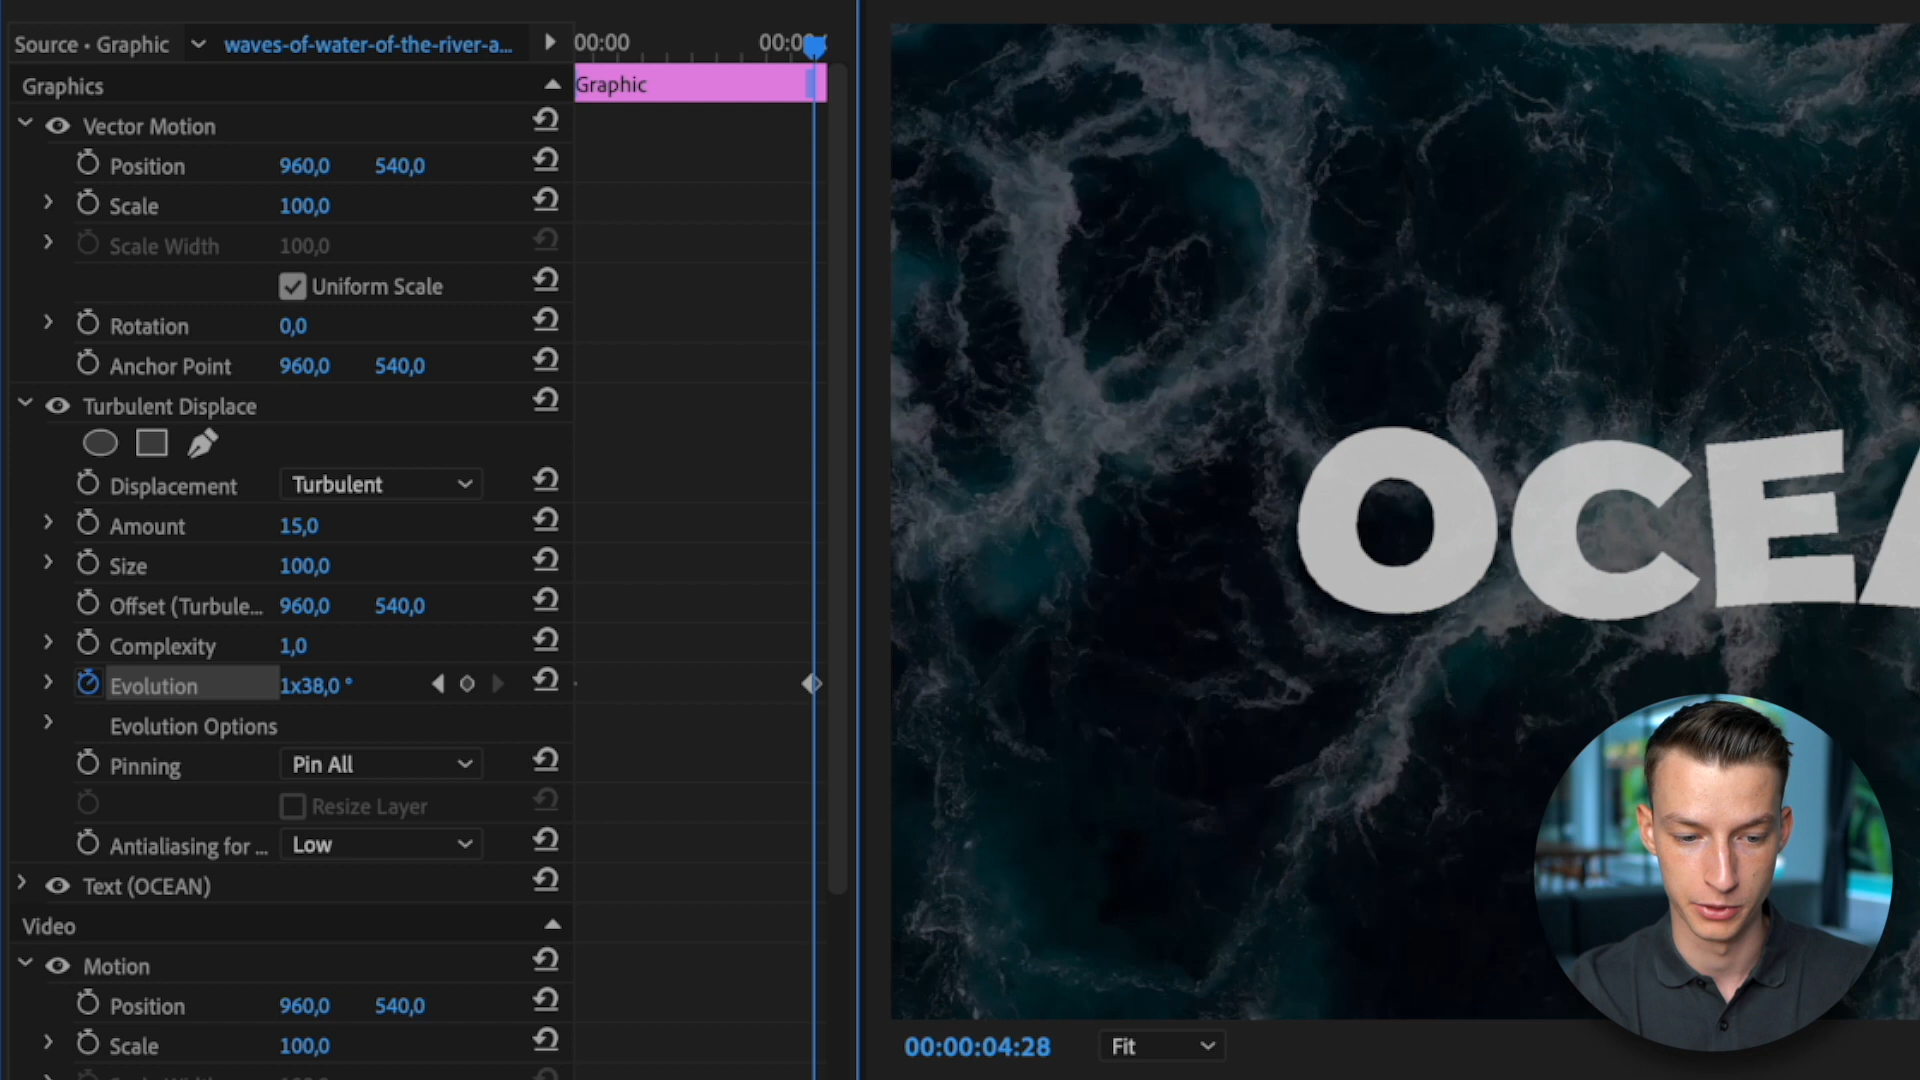 Source • Graphic
waves-of-water-of-the-river-a...
00:00
Graphics
Graphic
Vector Motion
Position 960,0 540,0
Scale 100,0
Scale Width 100,0
Uniform Scale
Rotation 0,0
Anchor Point 960,0 540,0
Turbulent Displace
Displacement Turbulent
Amount 15,0
Size 100,0
Offset (Turbule... 960,0 540,0
Complexity 1,0
Evolution 1x38,0 °
Evolution Options
Pinning Pin All
Resize Layer
Antialiasing for ... Low
Text (OCEAN)
Video
Motion
Position 960,0 540,0
Scale 100,0
OCEA
00:00:04:28
Fit